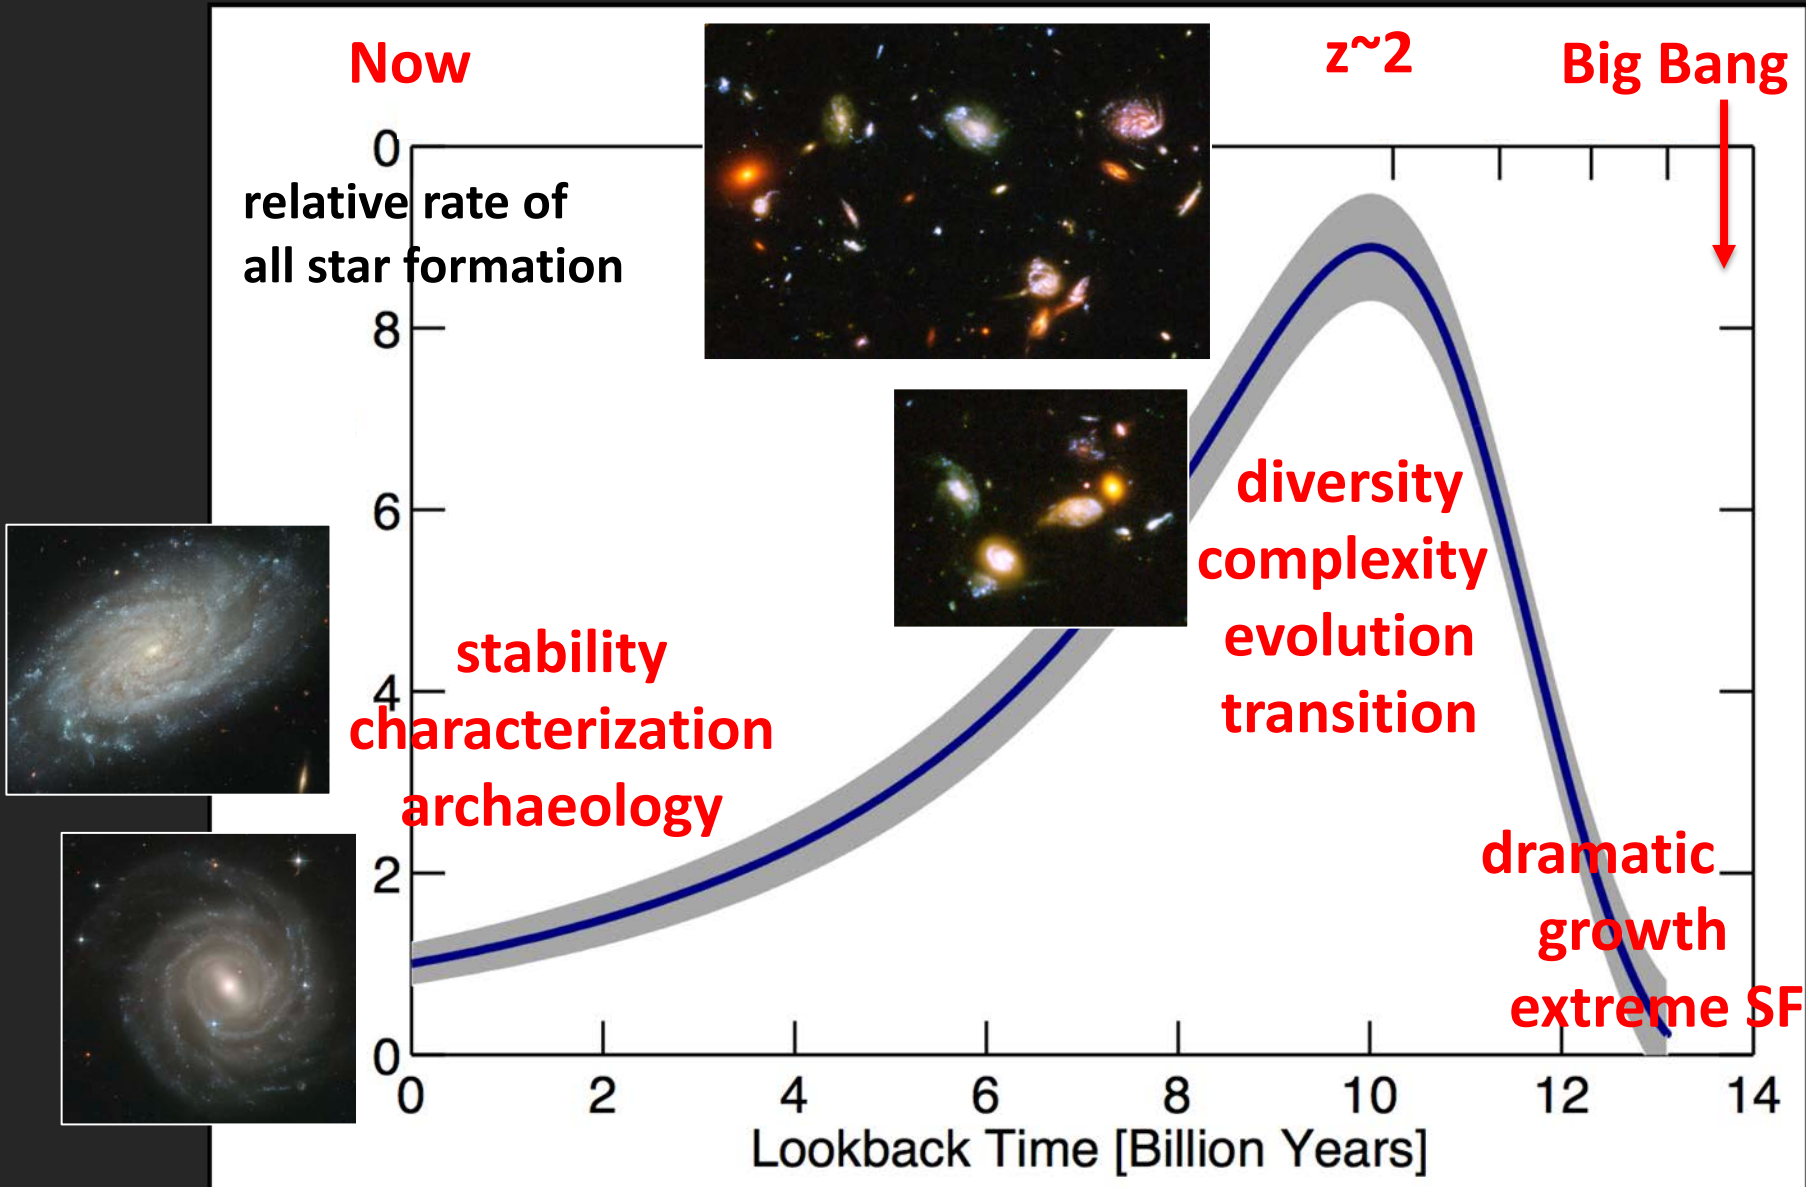 Now
z~2
Big Bang
0
relative rate of
all star formation
8
6
4
2
0
stability
characterization
archaeology
diversity
complexity
evolution
transition
dramatic
growth
extreme SF
0 2 4 6 8 10 12 14
Lookback Time [Billion Years]